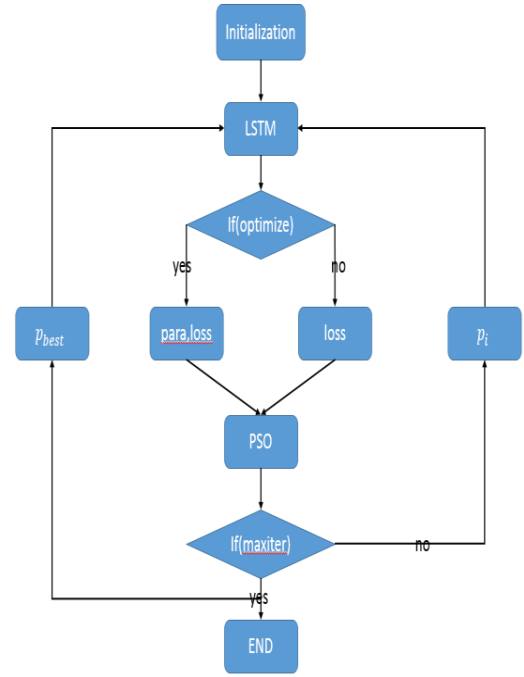 Initialization
LSTM
If(optimize)
yes
no
p_best
para,loss
loss
p_i
PSO
If(maxiter)
no
yes
END